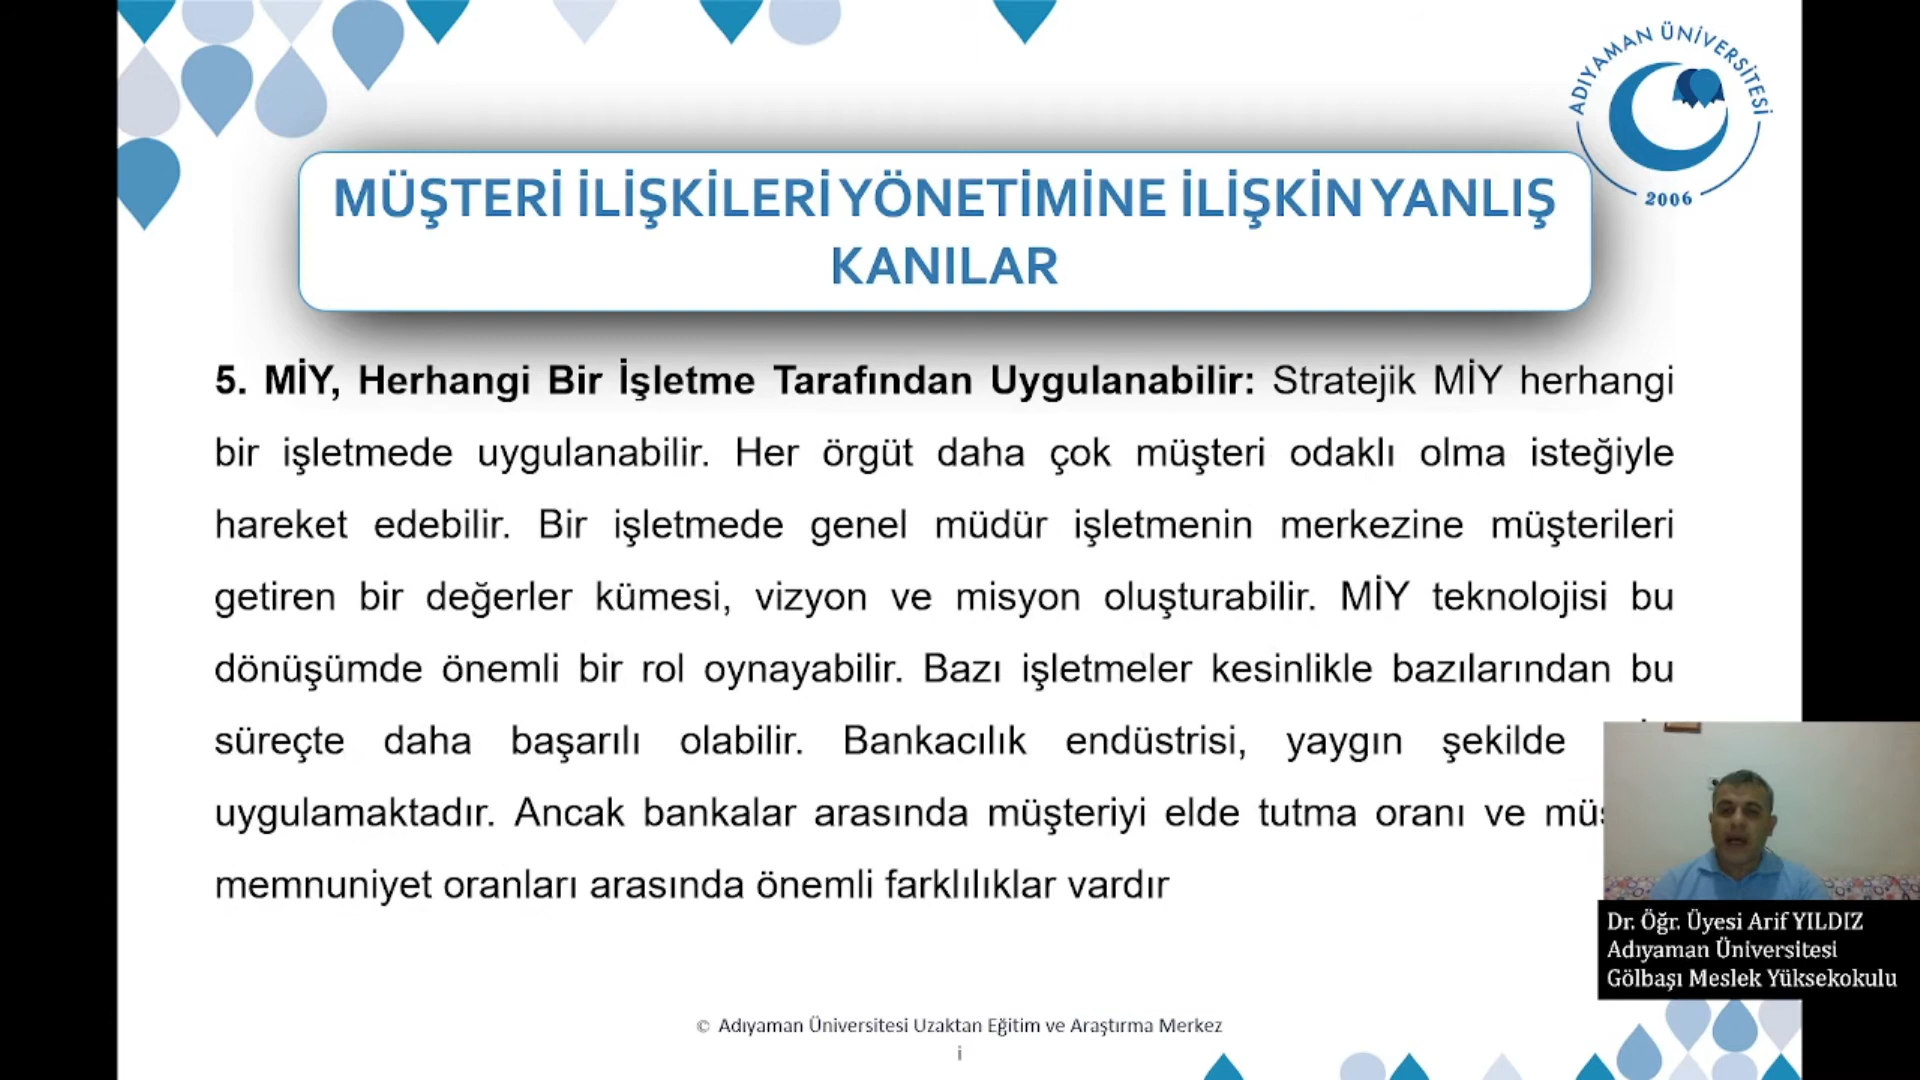 ADIYAMAN ÜNİVERSİTESİ
2006
MÜŞTERİ İLİŞKİLERİ YÖNETİMİNE İLİŞKİN YANLIŞ
KANILAR
5. MİY, Herhangi Bir İşletme Tarafından Uygulanabilir: Stratejik MİY herhangi
bir işletmede uygulanabilir. Her örgüt daha çok müşteri odaklı olma isteğiyle
hareket edebilir. Bir işletmede genel müdür işletmenin merkezine müşterileri
getiren bir değerler kümesi, vizyon ve misyon oluşturabilir. MİY teknolojisi bu
dönüşümde önemli bir rol oynayabilir. Bazı işletmeler kesinlikle bazılarından bu
süreçte daha başarılı olabilir. Bankacılık endüstrisi, yaygın şekilde
uygulamaktadır. Ancak bankalar arasında müşteriyi elde tutma oranı ve
memnuniyet oranları arasında önemli farklılıklar vardır
Dr. Öğr. Üyesi Arif YILDIZ
Adıyaman Üniversitesi
Gölbaşı Meslek Yüksekokulu
© Adıyaman Üniversitesi Uzaktan Eğitim ve Araştırma Merkez
i